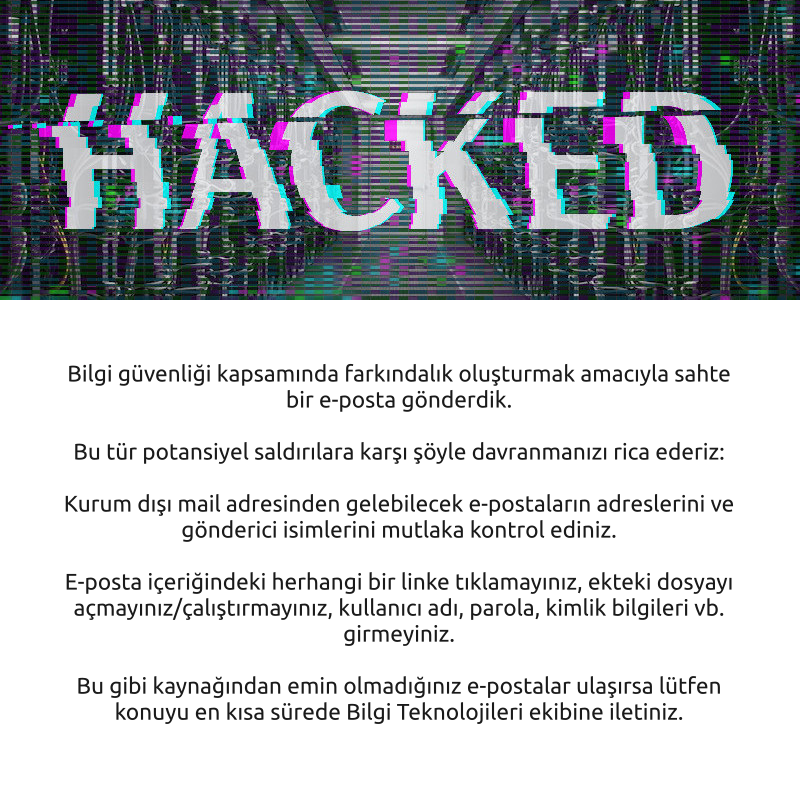 HACKED
Bilgi güvenliği kapsamında farkındalık oluşturmak amacıyla sahte
bir e-posta gönderdik.
Bu tür potansiyel saldırılara karşı şöyle davranmanızı rica ederiz:
Kurum dışı mail adresinden gelebilecek e-postaların adreslerini ve
gönderici isimlerini mutlaka kontrol ediniz.
E-posta içeriğindeki herhangi bir linke tıklamayınız, ekteki dosyayı
açmayınız/çalıştırmayınız, kullanıcı adı, parola, kimlik bilgileri vb.
girmeyiniz.
Bu gibi kaynağından emin olmadığınız e-postalar ulaşırsa lütfen
konuyu en kısa sürede Bilgi Teknolojileri ekibine iletiniz.